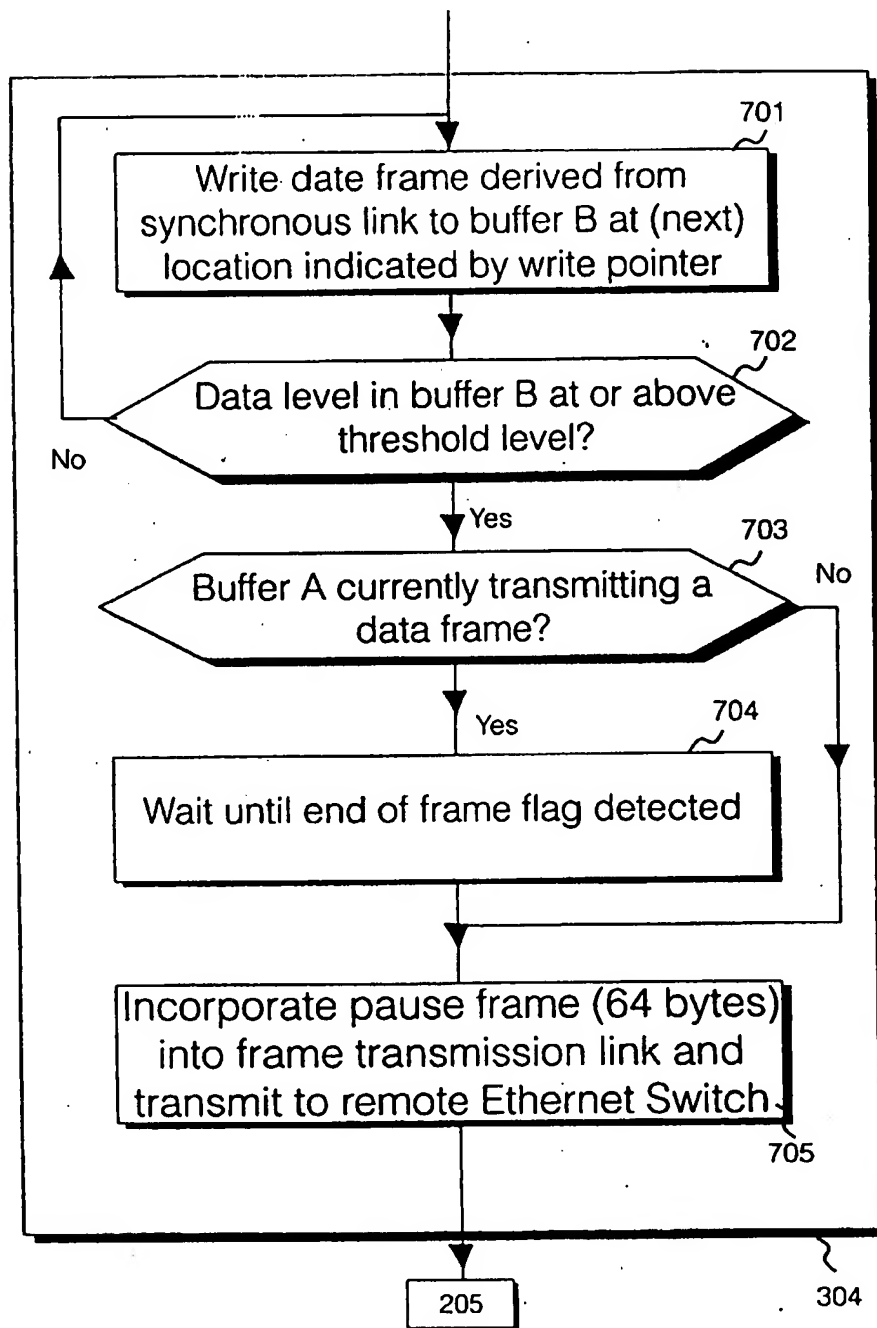 701
Write date frame derived from
synchronous link to buffer B at (next)
location indicated by write pointer
702
Data level in buffer B at or above
threshold level?
No
Yes
703
Buffer A currently transmitting a
data frame?
No
Yes
704
Wait until end of frame flag detected
Incorporate pause frame (64 bytes)
into frame transmission link and
transmit to remote Ethernet Switch
705
304
205